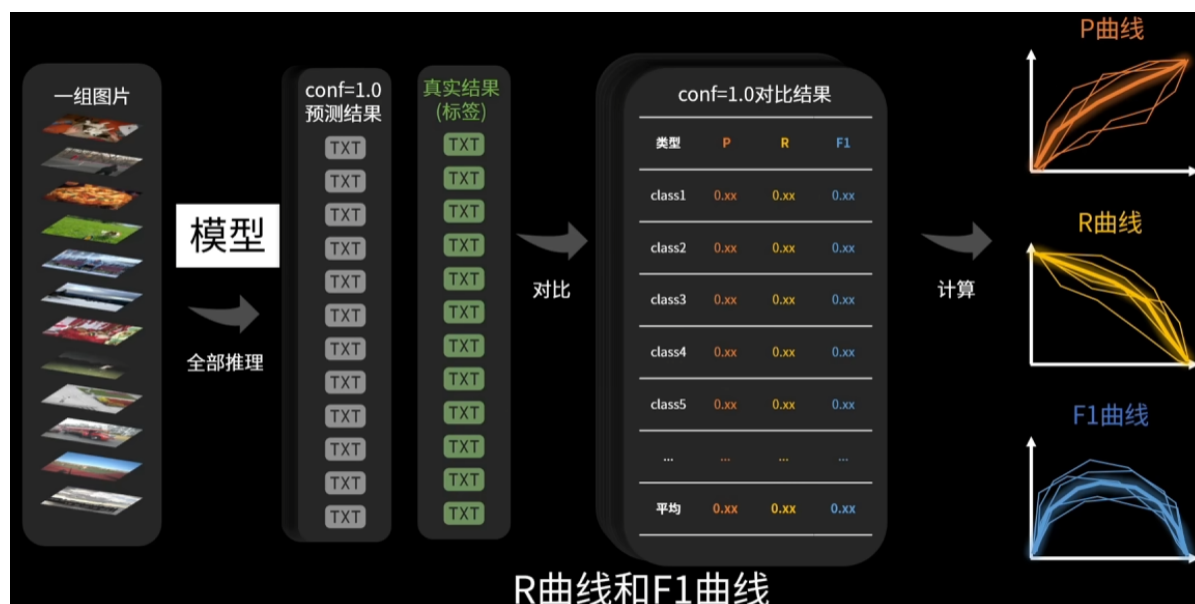 一组图片
模型
全部推理
conf=1.0
预测结果
TXT
TXT
TXT
TXT
TXT
TXT
TXT
TXT
TXT
TXT
TXT
TXT
真实结果
(标签)
TXT
TXT
TXT
TXT
TXT
TXT
TXT
TXT
TXT
TXT
TXT
TXT
对比
conf=1.0对比结果
类型 P R F1
class1 0.xx 0.xx 0.xx
class2 0.xx 0.xx 0.xx
class3 0.xx 0.xx 0.xx
class4 0.xx 0.xx 0.xx
class5 0.xx 0.xx 0.xx
... ... ... ...
平均 0.xx 0.xx 0.xx
计算
P曲线
R曲线
F1曲线
R曲线和F1曲线